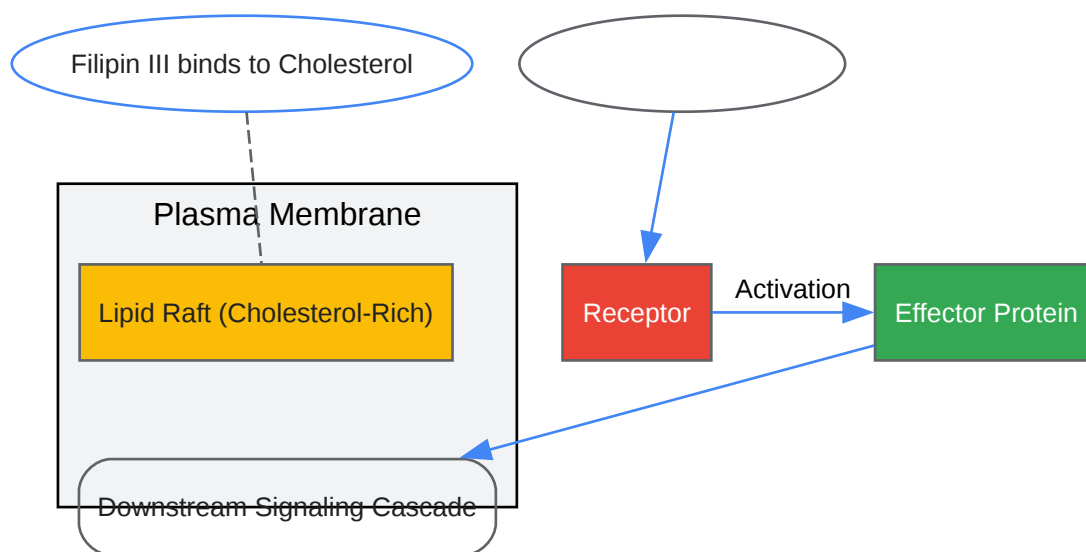 Filipin III binds to Cholesterol
Plasma Membrane
Lipid Raft (Cholesterol-Rich)
Receptor
Activation
Effector Protein
Downstream Signaling Cascade